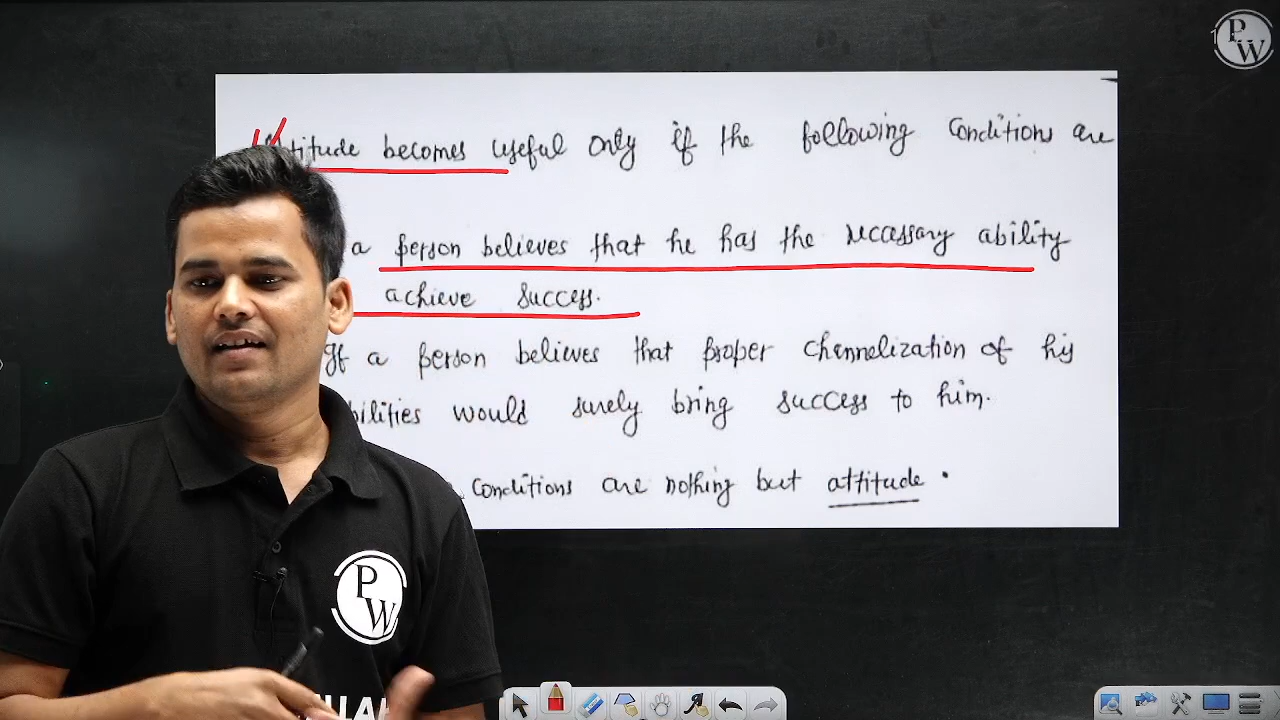 PW
titude becomes useful only if the following conditions are
a person believes that he has the necessary ability
achieve success.
If a person believes that proper channelization of his
bilities would surely bring success to him.
conditions are nothing but attitude.
PW
LLAH